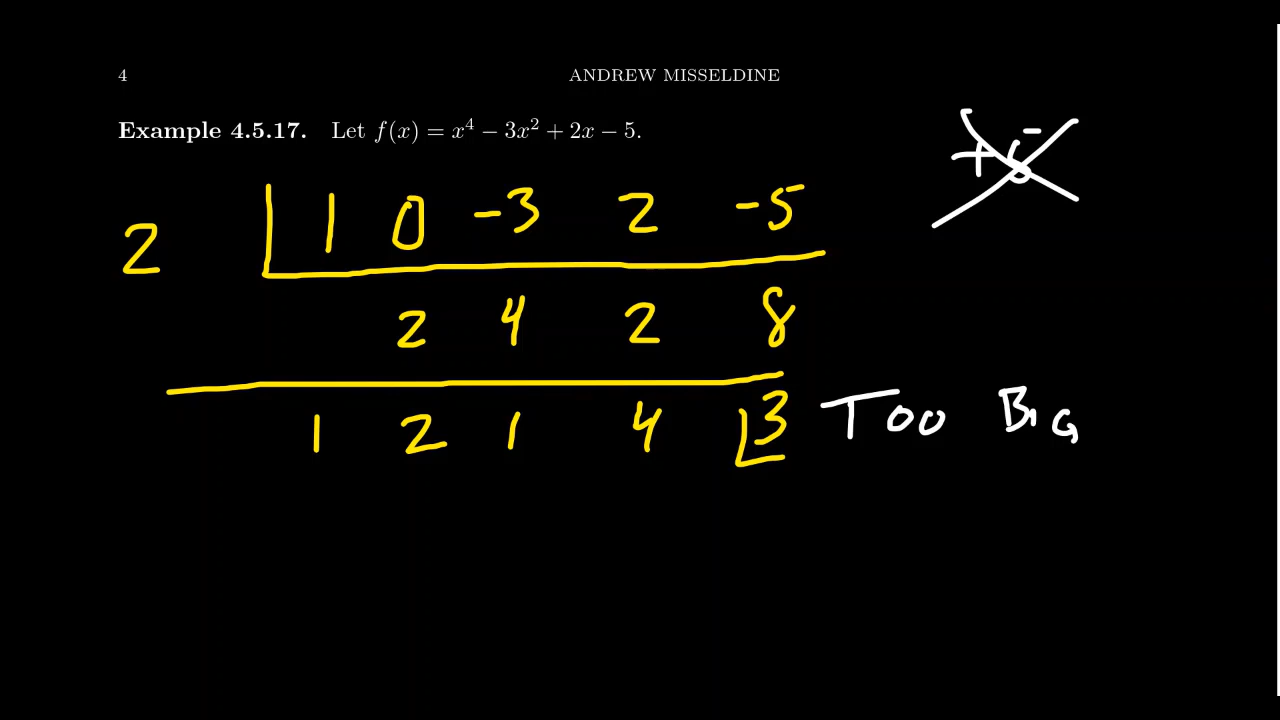 4 ANDREW MISSELDINE
Example 4.5.17. Let f(x) = x⁴ − 3x² + 2x − 5.
2 1 0 -3 2 -5
2 4 2 8
1 2 1 4 3 Too BIG